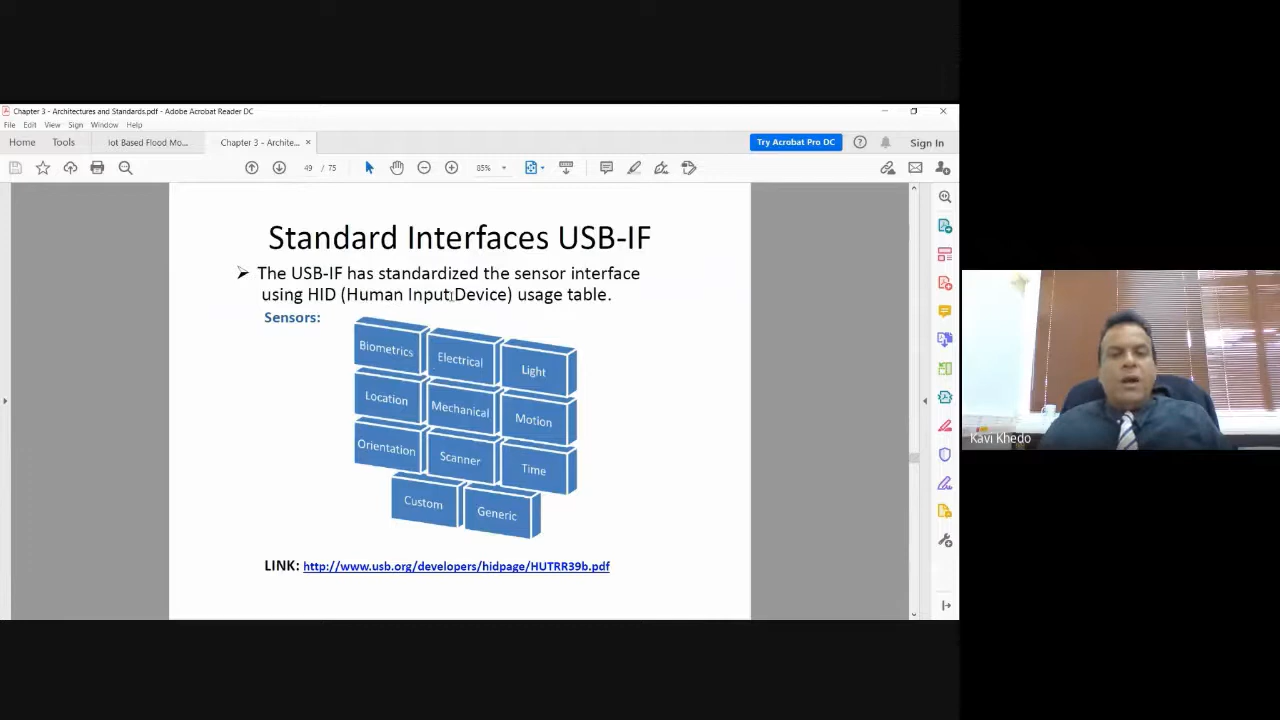 Chapter 3 - Architectures and Standards.pdf - Adobe Acrobat Reader DC
File Edit View Sign Window Help
Home Tools Iot Based Flood Mo... Chapter 3 - Archite... × Try Acrobat Pro DC Sign In
49 / 75 85%
Standard Interfaces USB-IF
➢ The USB-IF has standardized the sensor interface
using HID (Human Input Device) usage table.
Sensors:
Biometrics Electrical Light
Location Mechanical Motion
Orientation Scanner Time
Custom Generic
LINK: http://www.usb.org/developers/hidpage/HUTRR39b.pdf
Kavi Khedo